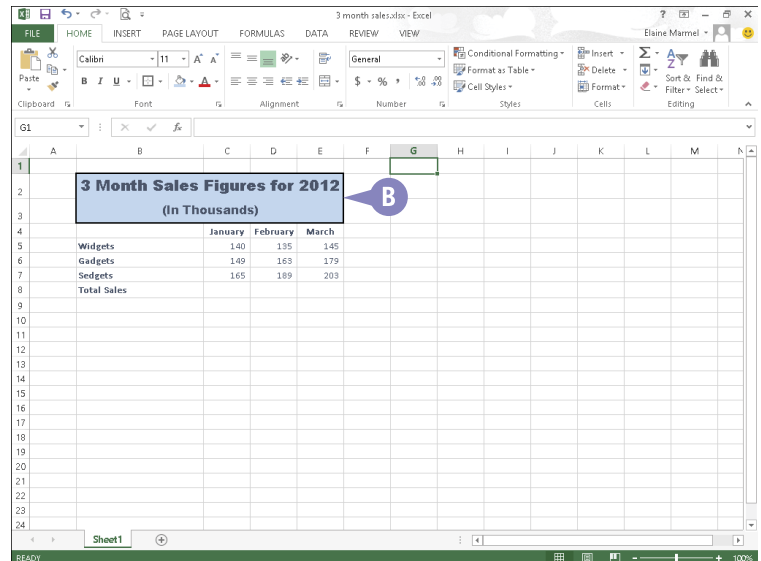 3 month sales.xlsx - Excel
FILE HOME INSERT PAGE LAYOUT FORMULAS DATA REVIEW VIEW Elaine Marmel
Paste
Calibri 11
B I U A
General
$ % ,
Conditional Formatting
Format as Table
Cell Styles
Insert
Delete
Format
Sort & Filter
Find & Select
Clipboard Font Alignment Number Styles Cells Editing
G1 fx
A B C D E F G H I J K L M N
1
2 3 Month Sales Figures for 2012
B
3 (In Thousands)
4 January February March
5 Widgets 140 135 145
6 Gadgets 149 163 179
7 Sedgets 165 189 203
8 Total Sales
9
10
11
12
13
14
15
16
17
18
19
20
21
22
23
24
Sheet1
READY 100%